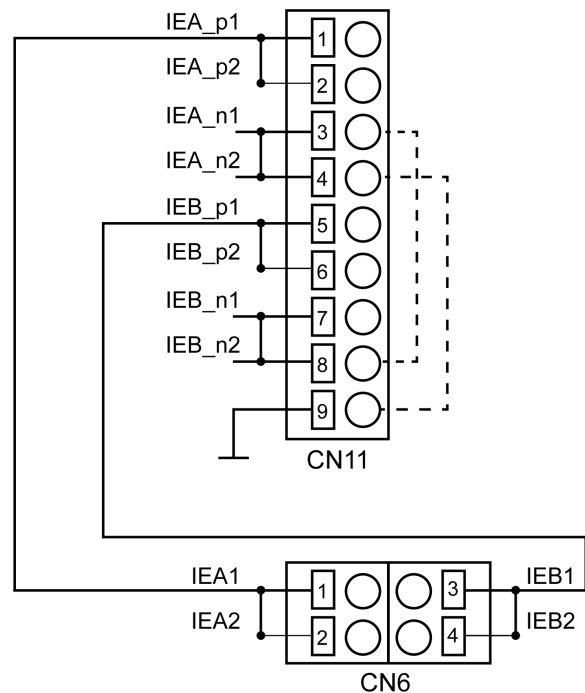 IEA_p1 1
IEA_p2 2
IEA_n1 3
IEA_n2 4
IEB_p1 5
IEB_p2 6
IEB_n1 7
IEB_n2 8
9
CN11
IEA1 1 3 IEB1
IEA2 2 4 IEB2
CN6